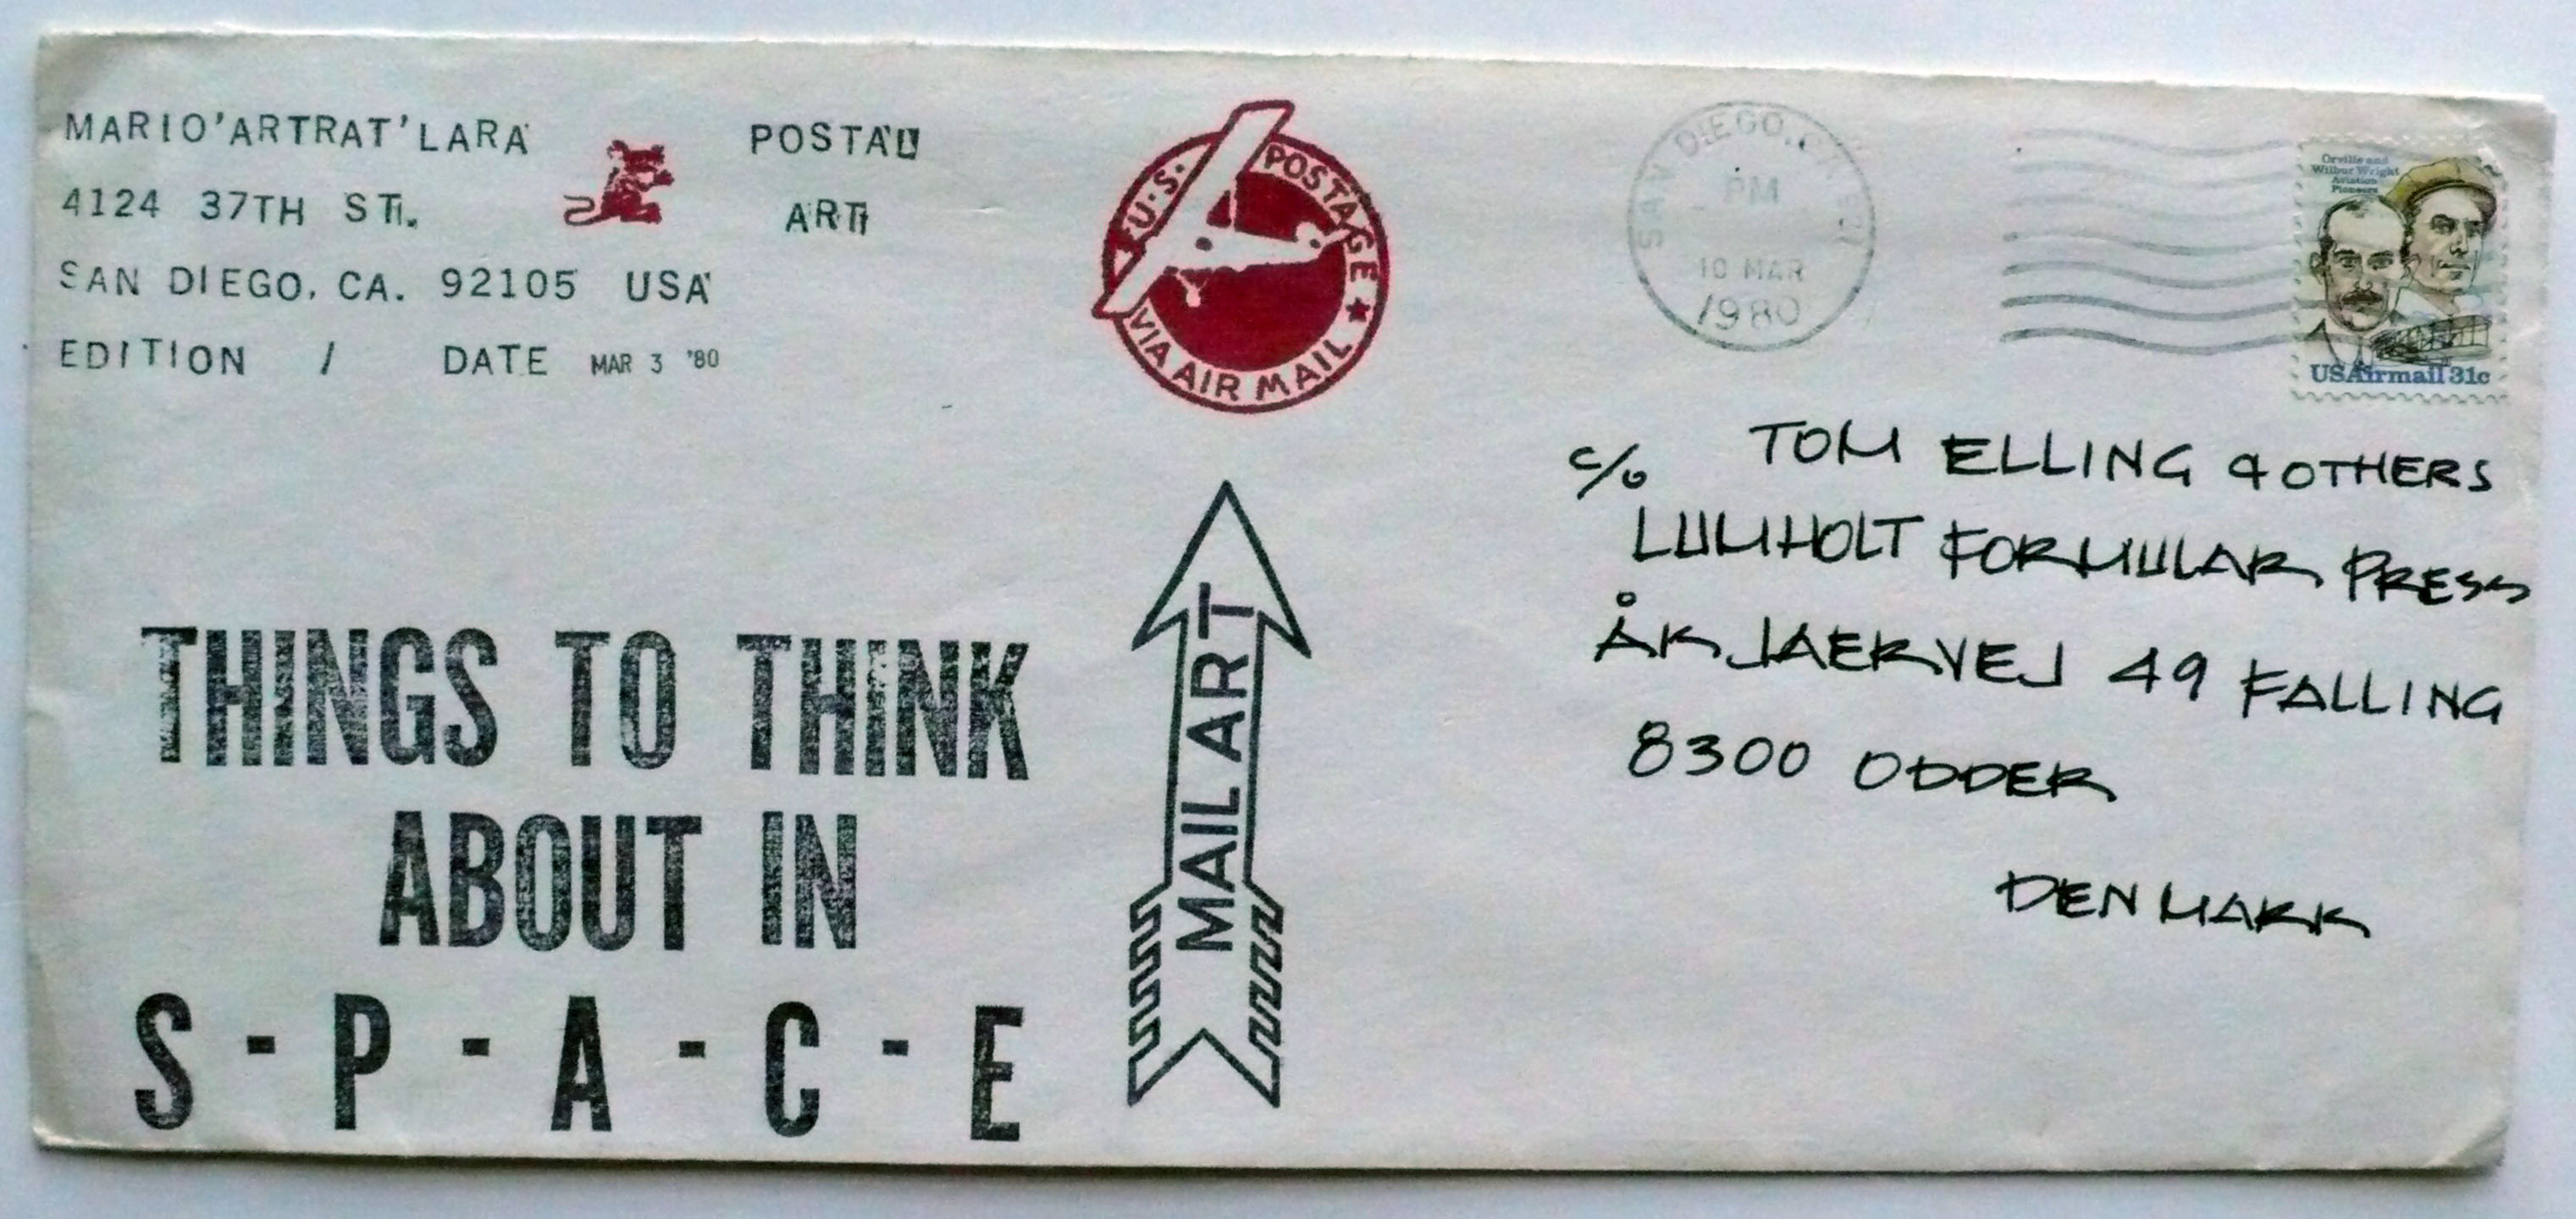 MARIO'ARTRAT'LARA
4124 37TH ST.
SAN DIEGO, CA. 92105 USA
EDITION / DATE MAR 3 '80
POSTAL
ART
U.S. POSTAGE ★
VIA AIR MAIL
SAN DIEGO, CA
PM
10 MAR
1980
Orville and
Wilbur Wright
Aviation
Pioneers
USAirmail 31c
c/o TOM ELLING & OTHERS
LUMHOLT FORMULAR PRESS
ÅKJAERVEJ 49 FALLING
8300 ODDER
DENMARK
THINGS TO THINK
ABOUT IN
S-P-A-C-E
MAIL ART